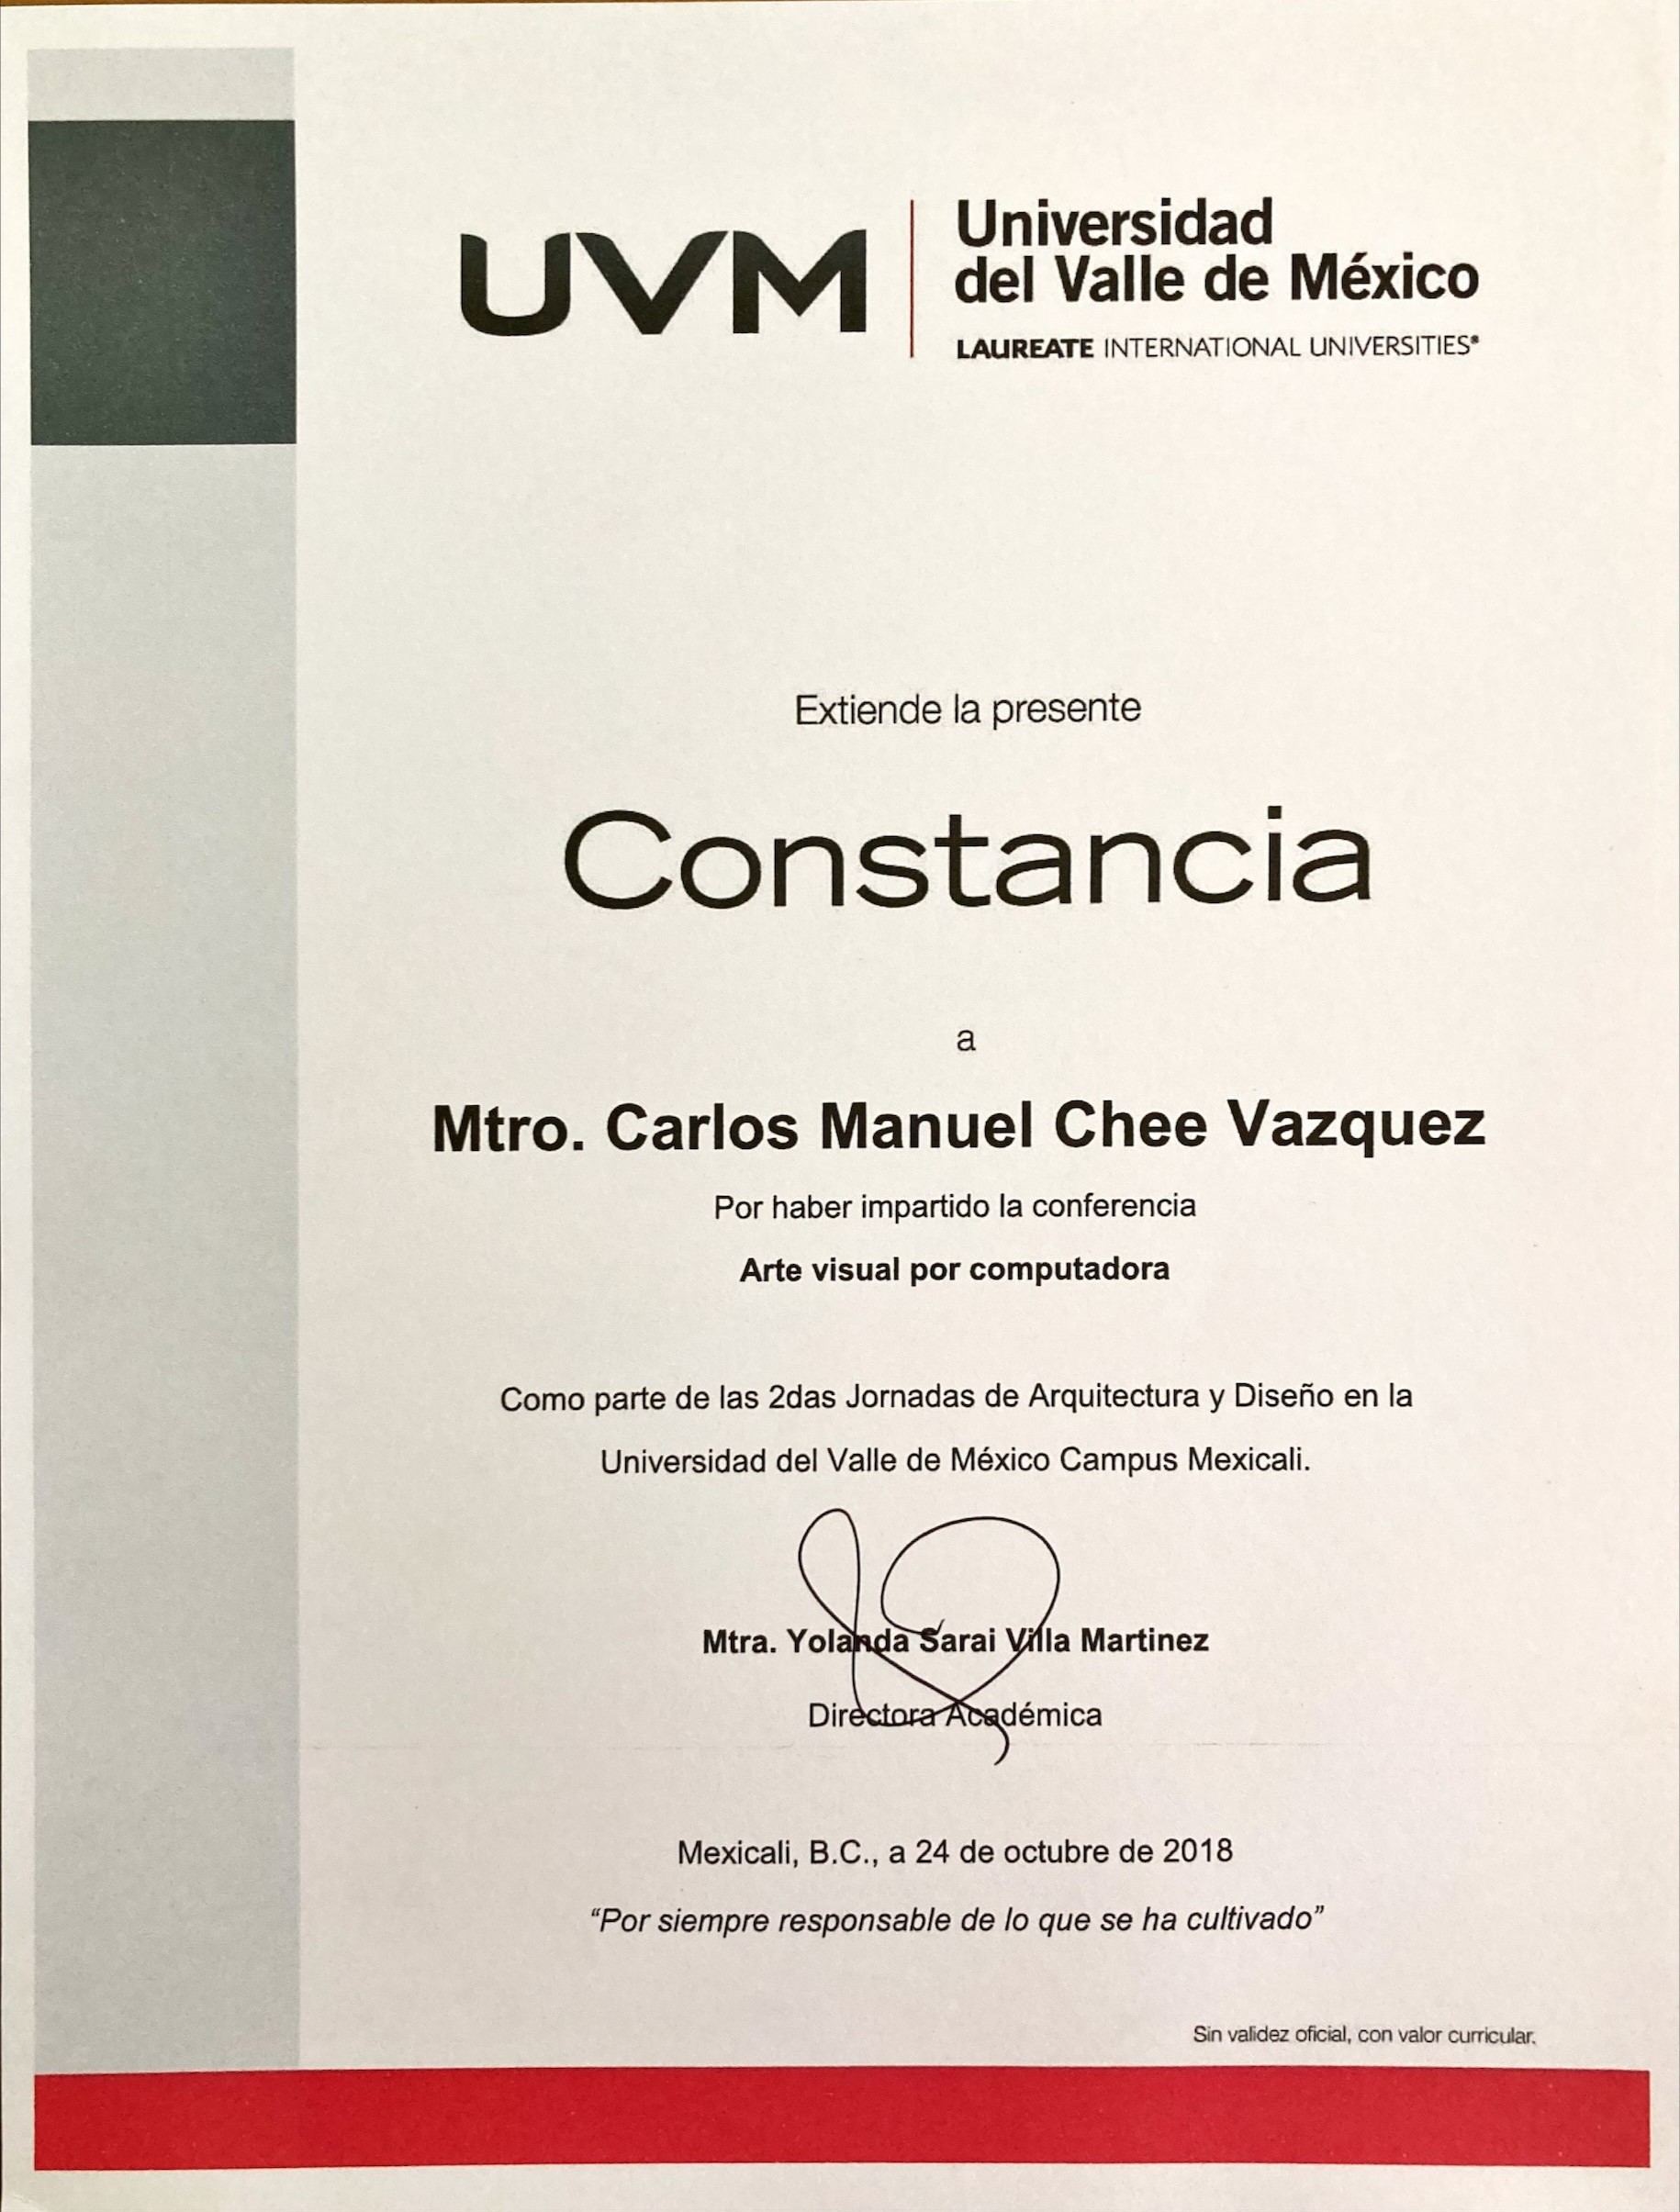 UVM
Universidad
del Valle de México
LAUREATE INTERNATIONAL UNIVERSITIES®
Extiende la presente
Constancia
a
Mtro. Carlos Manuel Chee Vazquez
Por haber impartido la conferencia
Arte visual por computadora
Como parte de las 2das Jornadas de Arquitectura y Diseño en la
Universidad del Valle de México Campus Mexicali.
Mtra. Yolanda Sarai Villa Martinez
Directora Académica
Mexicali, B.C., a 24 de octubre de 2018
“Por siempre responsable de lo que se ha cultivado”
Sin validez oficial, con valor curricular.